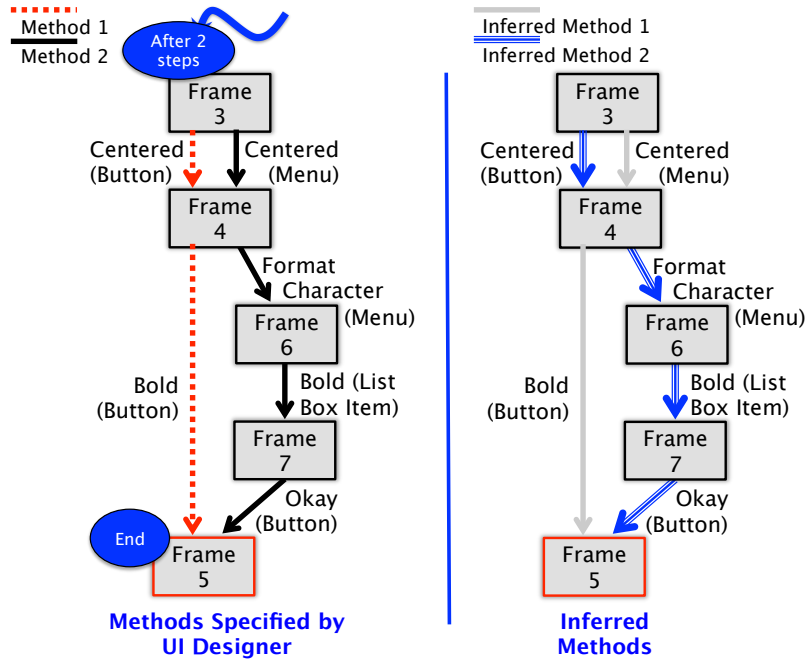 Method 1
Method 2
After 2
steps
Frame
3
Centered
(Button)
Centered
(Menu)
Frame
4
Format
Character
(Menu)
Frame
6
Bold
(Button)
Bold (List
Box Item)
Frame
7
Okay
(Button)
End
Frame
5
Methods Specified by
UI Designer
Inferred Method 1
Inferred Method 2
Frame
3
Centered
(Button)
Centered
(Menu)
Frame
4
Format
Character
(Menu)
Frame
6
Bold
(Button)
Bold (List
Box Item)
Frame
7
Okay
(Button)
Frame
5
Inferred
Methods